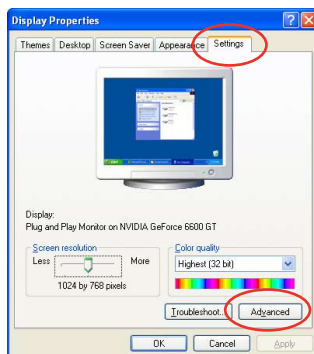 Display Properties
Themes Desktop Screen Saver Appearance Settings
Display:
Plug and Play Monitor on NVIDIA GeForce 6600 GT
Screen resolution
Less More
1024 by 768 pixels
Color quality
Highest (32 bit)
Troubleshoot... Advanced
OK Cancel Apply